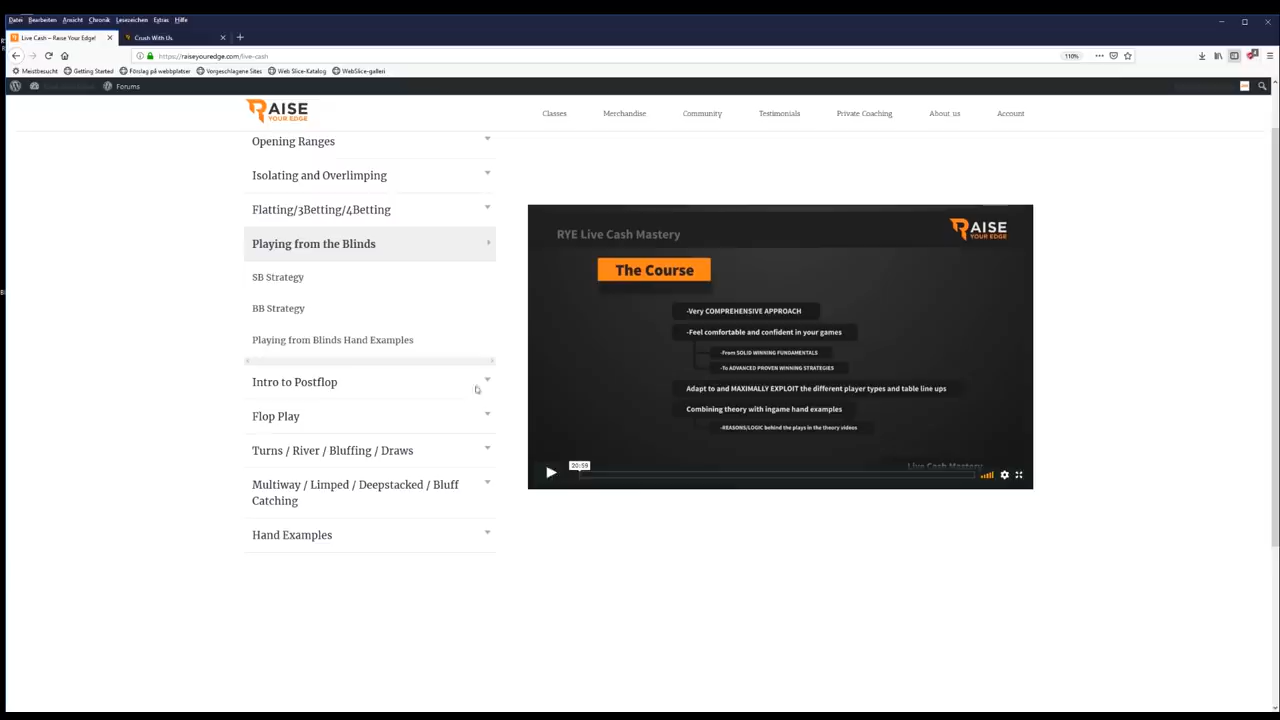 Datei Bearbeiten Ansicht Chronik Lesezeichen Extras Hilfe
Live Cash – Raise Your Edge!
Crush With Us
https://raiseyouredge.com/live-cash
110%
Meistbesucht Getting Started Förslag på webbplatser Vorgeschlagene Sites Web Slice-Katalog WebSlice-galleri
Forums
RAISE
YOUR EDGE
Classes Merchandise Community Testimonials Private Coaching About us Account
Opening Ranges
Isolating and Overlimping
Flatting/3Betting/4Betting
Playing from the Blinds
SB Strategy
BB Strategy
Playing from Blinds Hand Examples
Intro to Postflop
Flop Play
Turns / River / Bluffing / Draws
Multiway / Limped / Deepstacked / Bluff
Catching
Hand Examples
RYE Live Cash Mastery
RAISE
YOUR EDGE
The Course
-Very COMPREHENSIVE APPROACH
-Feel comfortable and confident in your games
-From SOLID WINNING FUNDAMENTALS
-To ADVANCED PROVEN WINNING STRATEGIES
Adapt to and MAXIMALLY EXPLOIT the different player types and table line ups
Combining theory with ingame hand examples
-REASONS/LOGIC behind the plays in the theory videos
Live Cash Mastery
20:59